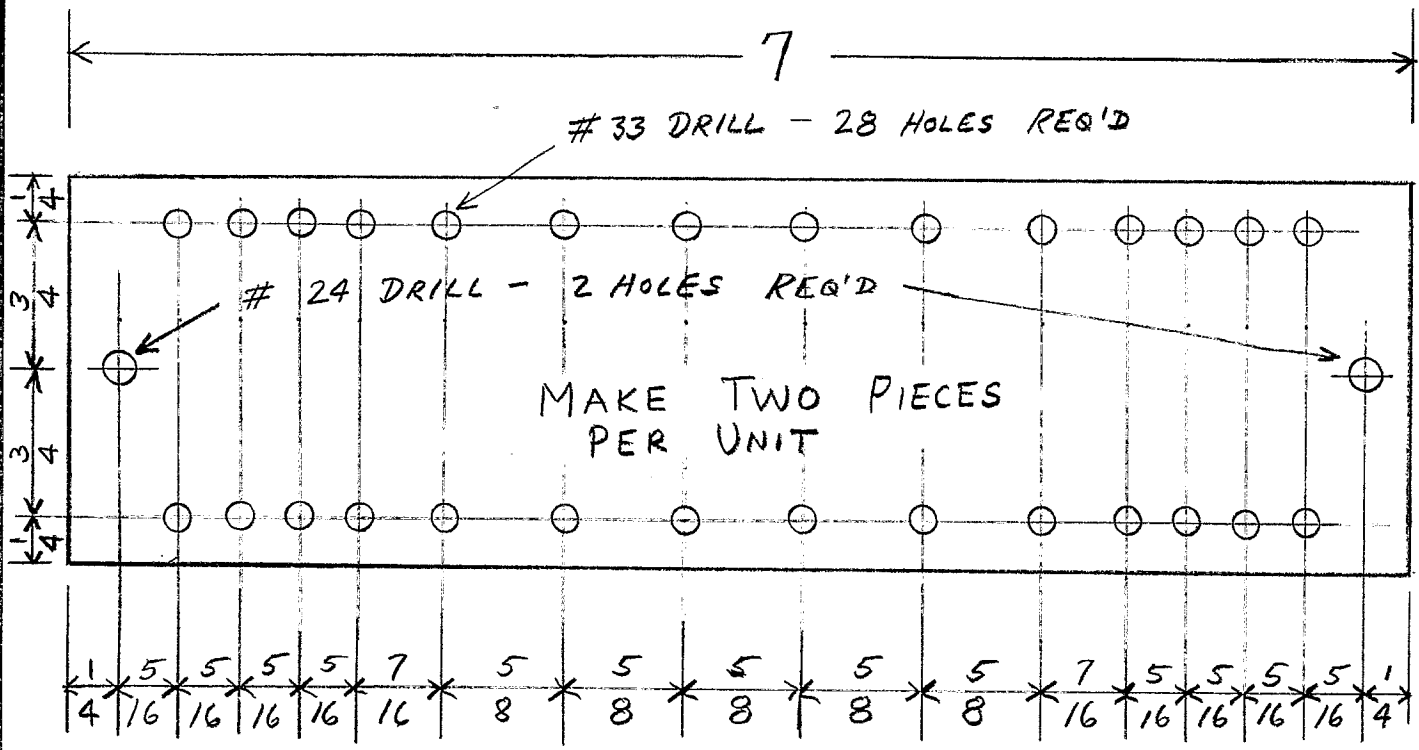 7
#33 DRILL - 28 HOLES REQ'D
1/4
3/4
# 24 DRILL - 2 HOLES REQ'D
MAKE TWO PIECES
PER UNIT
3/4
1/4
1/4 5/16 5/16 5/16 5/16 7/16 5/8 5/8 5/8 5/8 5/8 7/16 5/16 5/16 5/16 5/16 1/4